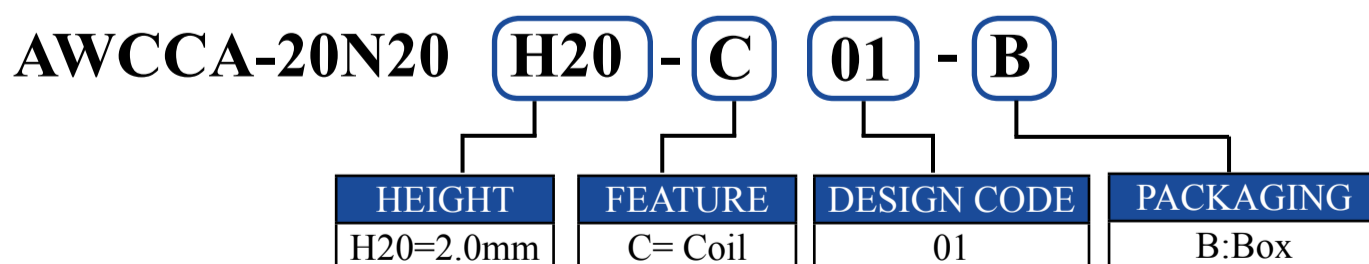 AWCCA-20N20 H20 - C 01 - B
HEIGHT FEATURE DESIGN CODE PACKAGING
H20=2.0mm C= Coil 01 B:Box